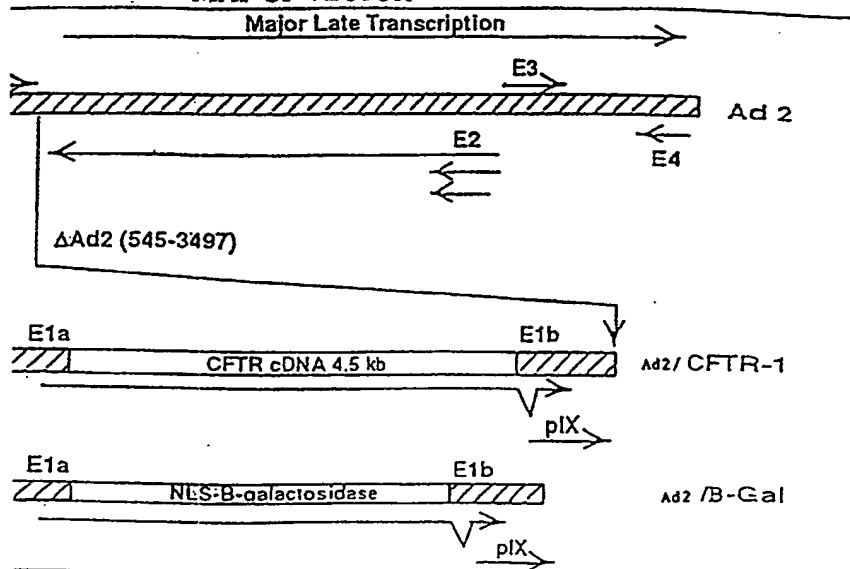 Major Late Transcription
E3
Ad 2
E2
E4
ΔAd2 (545-3497)
E1a
E1b
CFTR cDNA 4.5 kb
Ad2/ CFTR-1
pIX
E1a
E1b
NLS-B-galactosidase
Ad2 /B-Gal
pIX